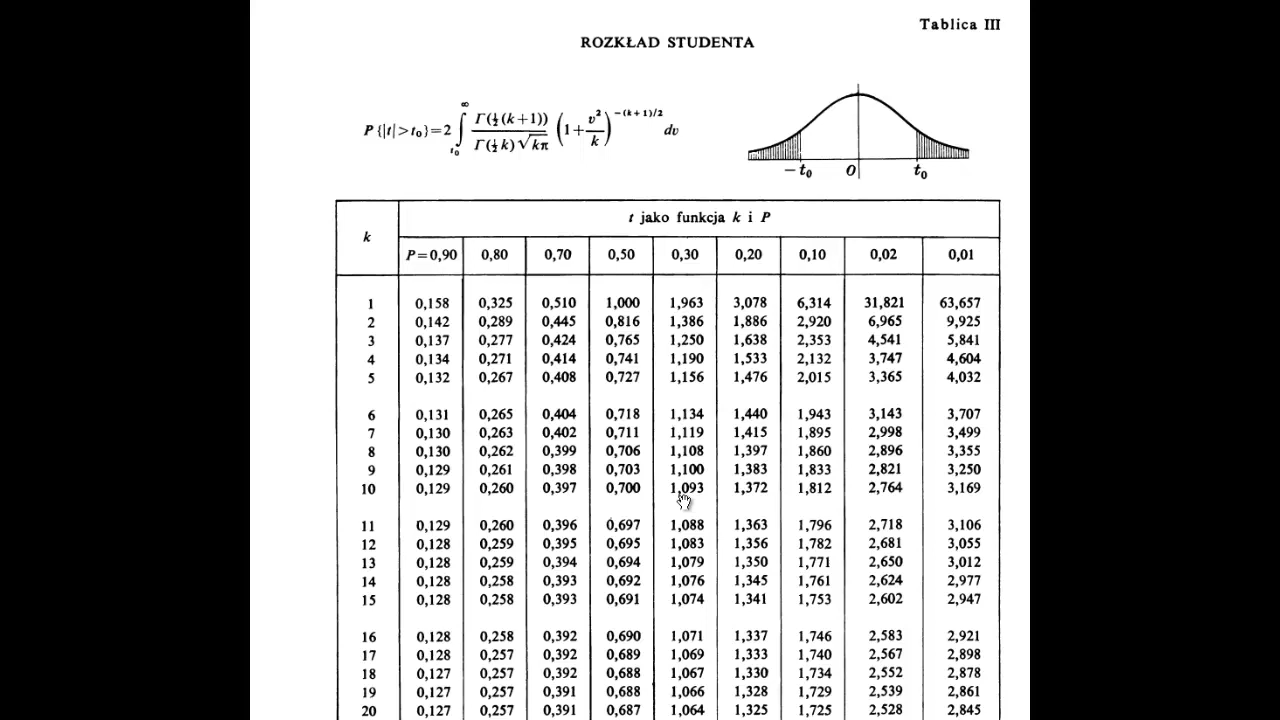 Tablica III
ROZKŁAD STUDENTA
P{|t|>t₀}=2 ∫_{t₀}^{∞} Γ(½(k+1)) / Γ(½k)√kπ (1+v²/k)^{-(k+1)/2} dv
−t₀ O t₀
k t jako funkcja k i P
P=0,90 0,80 0,70 0,50 0,30 0,20 0,10 0,02 0,01
1 0,158 0,325 0,510 1,000 1,963 3,078 6,314 31,821 63,657
2 0,142 0,289 0,445 0,816 1,386 1,886 2,920 6,965 9,925
3 0,137 0,277 0,424 0,765 1,250 1,638 2,353 4,541 5,841
4 0,134 0,271 0,414 0,741 1,190 1,533 2,132 3,747 4,604
5 0,132 0,267 0,408 0,727 1,156 1,476 2,015 3,365 4,032
6 0,131 0,265 0,404 0,718 1,134 1,440 1,943 3,143 3,707
7 0,130 0,263 0,402 0,711 1,119 1,415 1,895 2,998 3,499
8 0,130 0,262 0,399 0,706 1,108 1,397 1,860 2,896 3,355
9 0,129 0,261 0,398 0,703 1,100 1,383 1,833 2,821 3,250
10 0,129 0,260 0,397 0,700 1,093 1,372 1,812 2,764 3,169
11 0,129 0,260 0,396 0,697 1,088 1,363 1,796 2,718 3,106
12 0,128 0,259 0,395 0,695 1,083 1,356 1,782 2,681 3,055
13 0,128 0,259 0,394 0,694 1,079 1,350 1,771 2,650 3,012
14 0,128 0,258 0,393 0,692 1,076 1,345 1,761 2,624 2,977
15 0,128 0,258 0,393 0,691 1,074 1,341 1,753 2,602 2,947
16 0,128 0,258 0,392 0,690 1,071 1,337 1,746 2,583 2,921
17 0,128 0,257 0,392 0,689 1,069 1,333 1,740 2,567 2,898
18 0,127 0,257 0,392 0,688 1,067 1,330 1,734 2,552 2,878
19 0,127 0,257 0,391 0,688 1,066 1,328 1,729 2,539 2,861
20 0,127 0,257 0,391 0,687 1,064 1,325 1,725 2,528 2,845